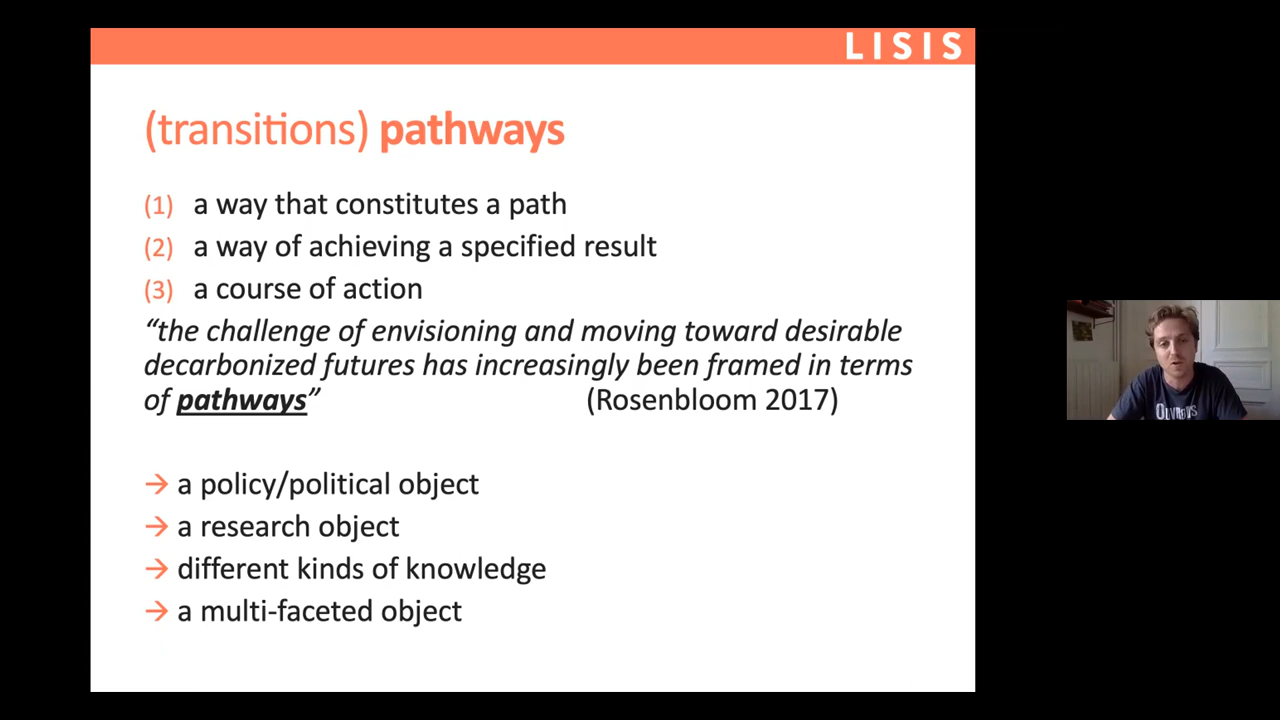 LISIS
(transitions) pathways
(1) a way that constitutes a path
(2) a way of achieving a specified result
(3) a course of action
“the challenge of envisioning and moving toward desirable
decarbonized futures has increasingly been framed in terms
of pathways” (Rosenbloom 2017)
→ a policy/political object
→ a research object
→ different kinds of knowledge
→ a multi-faceted object